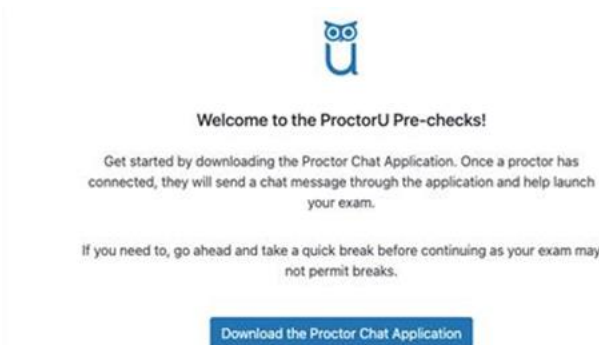 u
Welcome to the ProctorU Pre-checks!
Get started by downloading the Proctor Chat Application. Once a proctor has
connected, they will send a chat message through the application and help launch
your exam.
If you need to, go ahead and take a quick break before continuing as your exam may
not permit breaks.
Download the Proctor Chat Application